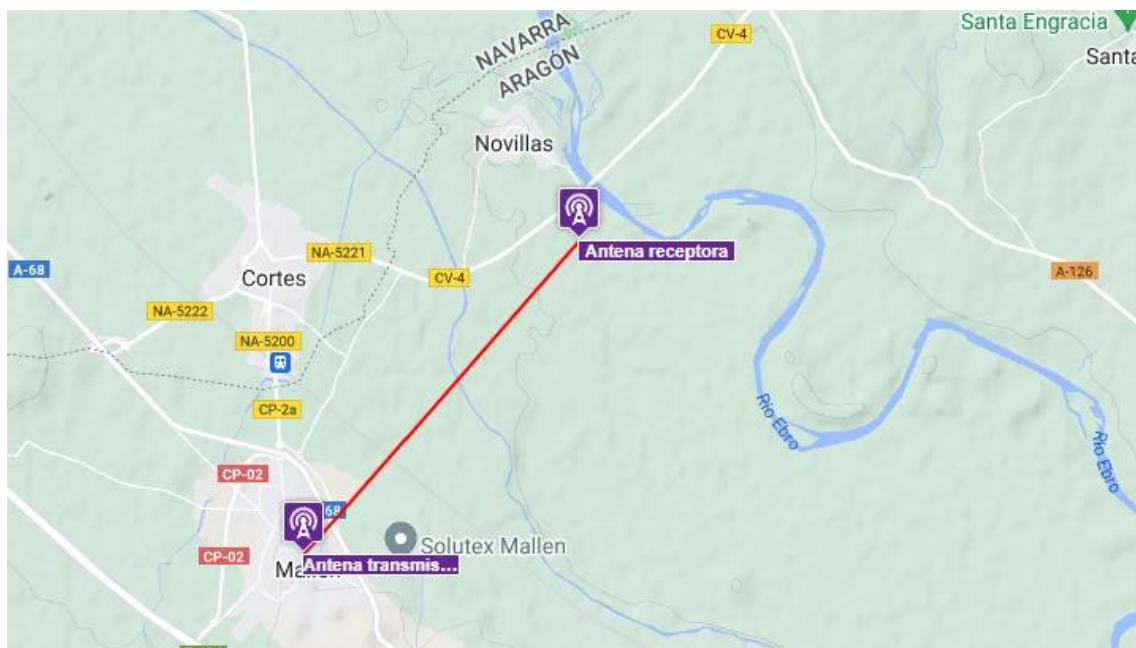 Santa Engracia
CV-4
Santa
NAVARRA
ARAGÓN
Novillas
Antena receptora
NA-5221
A-68
CV-4
A-126
Cortes
NA-5222
NA-5200
Río Ebro
CP-2a
Río Ebro
CP-02
68
Solutex Mallen
CP-02
Antena transmis...